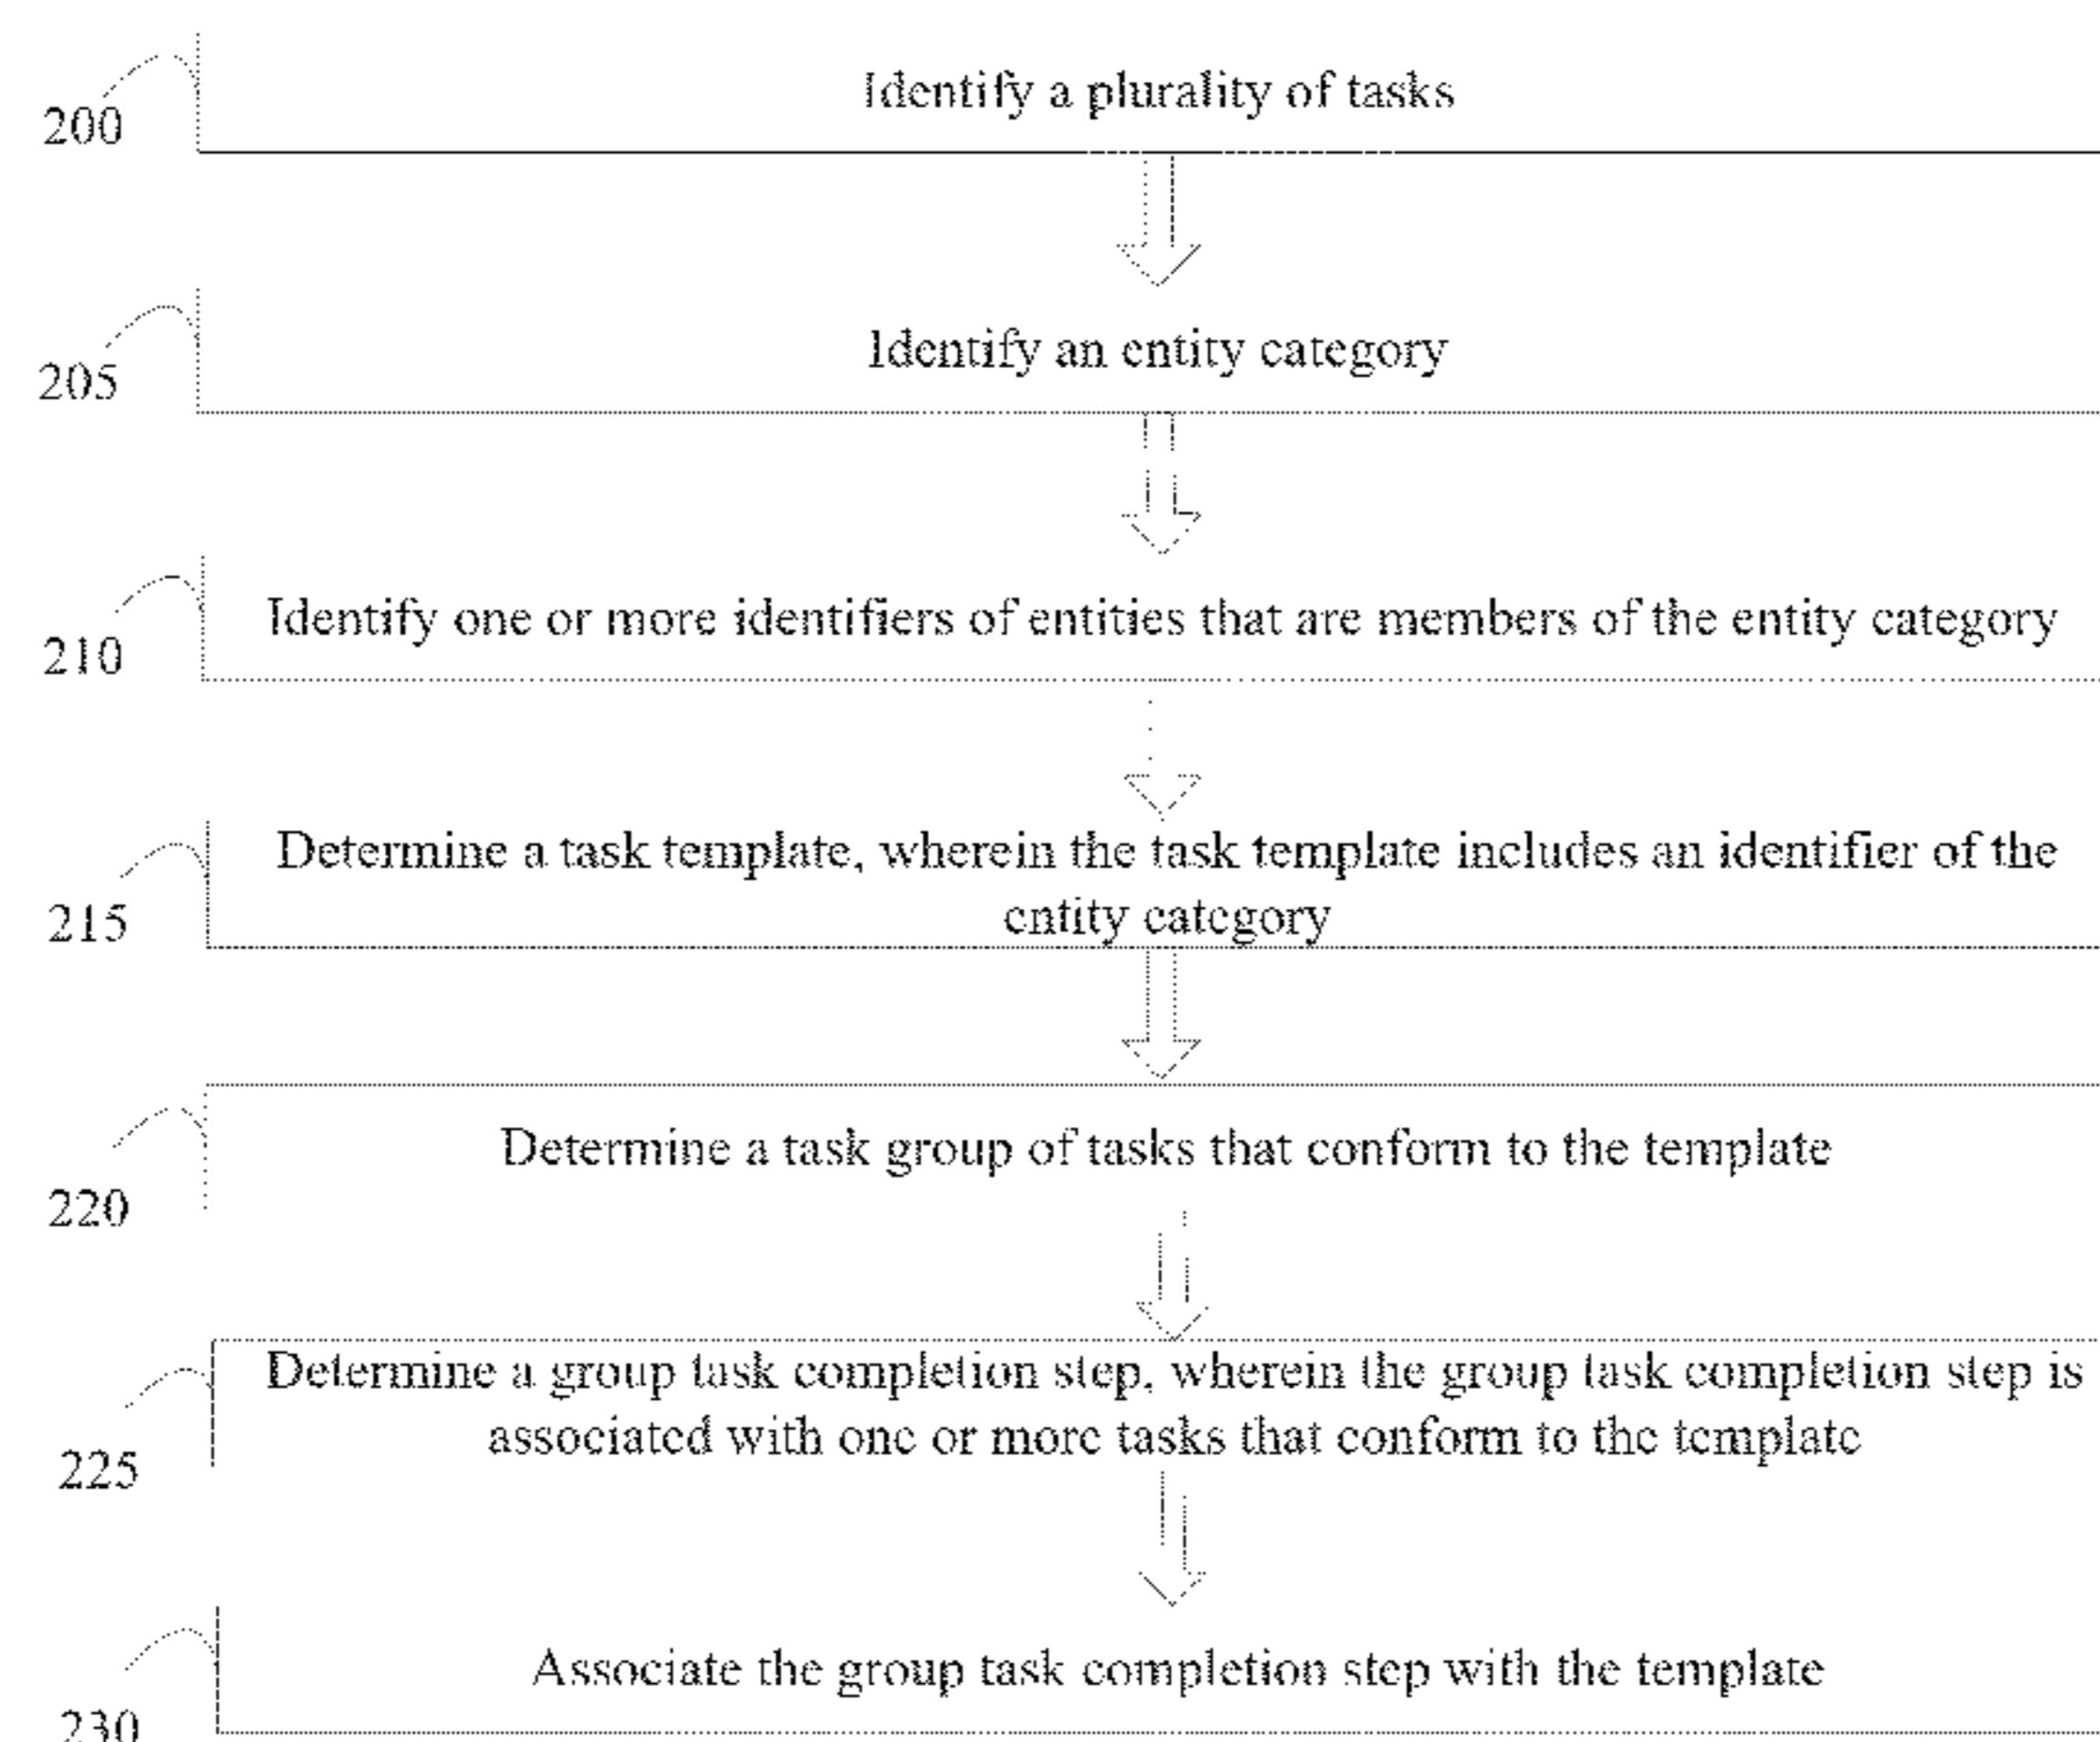 Identify a plurality of tasks
200
Identify an entity category
205
Identify one or more identifiers of entities that are members of the entity category
210
Determine a task template, wherein the task template includes an identifier of the
entity category
215
Determine a task group of tasks that conform to the template
220
Determine a group task completion step, wherein the group task completion step is
associated with one or more tasks that conform to the template
225
Associate the group task completion step with the template
230